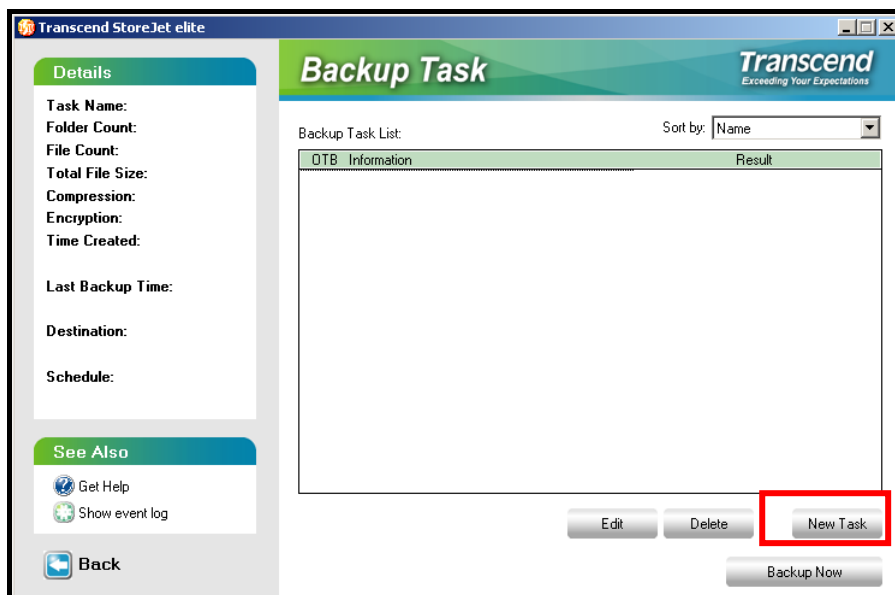 Transcend StoreJet elite
Details
Task Name:
Folder Count:
File Count:
Total File Size:
Compression:
Encryption:
Time Created:
Last Backup Time:
Destination:
Schedule:
See Also
Get Help
Show event log
Back
Backup Task
Transcend
Exceeding Your Expectations
Backup Task List:
Sort by: Name
OTB Information Result
Edit Delete New Task
Backup Now